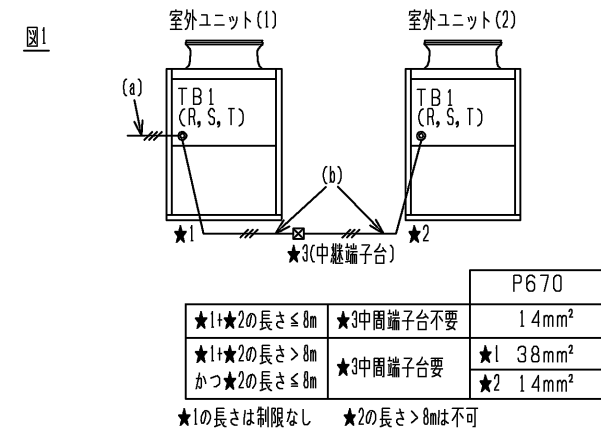 図1
室外ユニット(1)
室外ユニット(2)
(a)
TB1
(R,S,T)
TB1
(R,S,T)
(b)
★1
★2
★3(中継端子台)
P670
★1+★2の長さ≤8m ★3中間端子台不要 14mm²
★1+★2の長さ>8m
かつ★2の長さ≤8m
★3中間端子台要
★1 38mm²
★2 14mm²
★1の長さは制限なし ★2の長さ>8mは不可